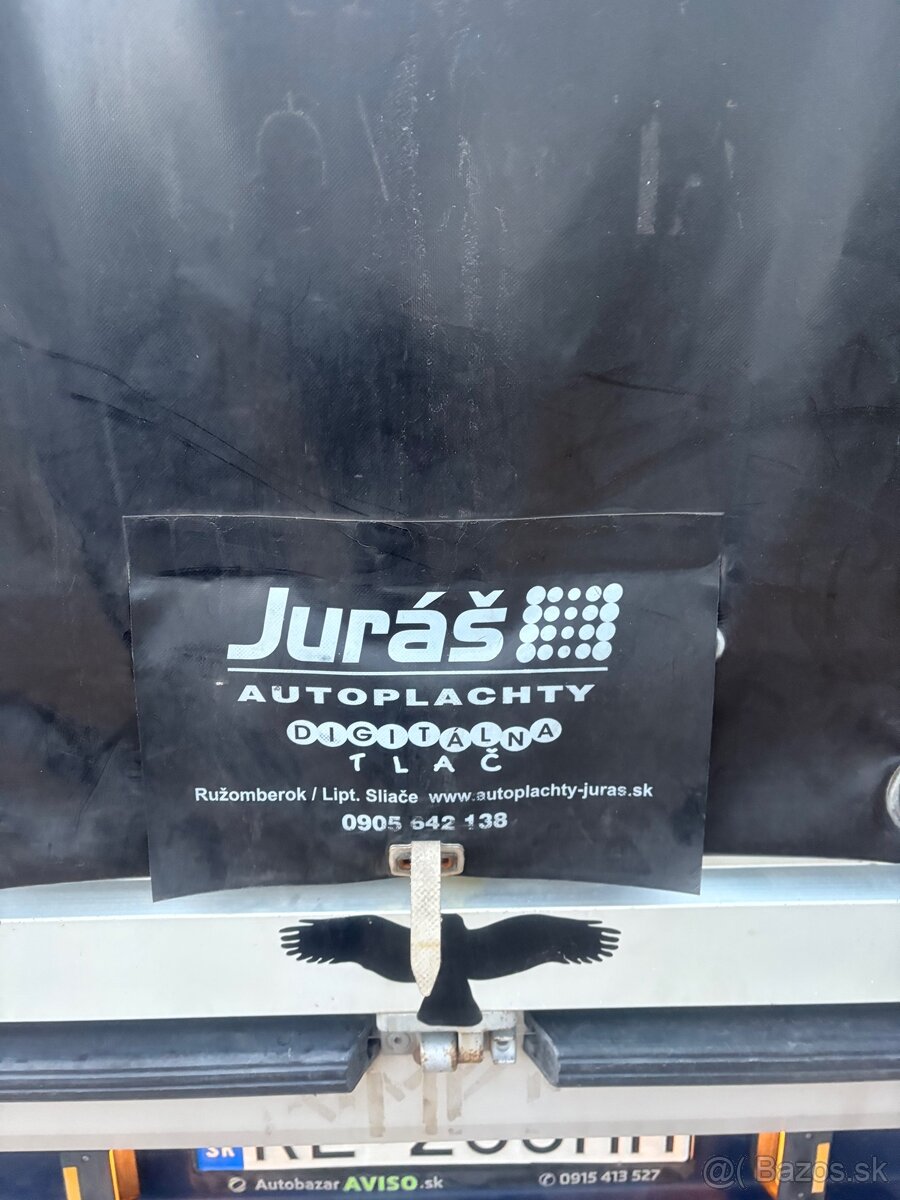 Juráš
AUTOPLACHTY
DIGITÁLNA
TLAČ
Ružomberok / Lipt. Sliače www.autoplachty-juras.sk
0905 642 138
SK
Autobazar AVISO.sk 0915 413 527
@( Bazos.sk